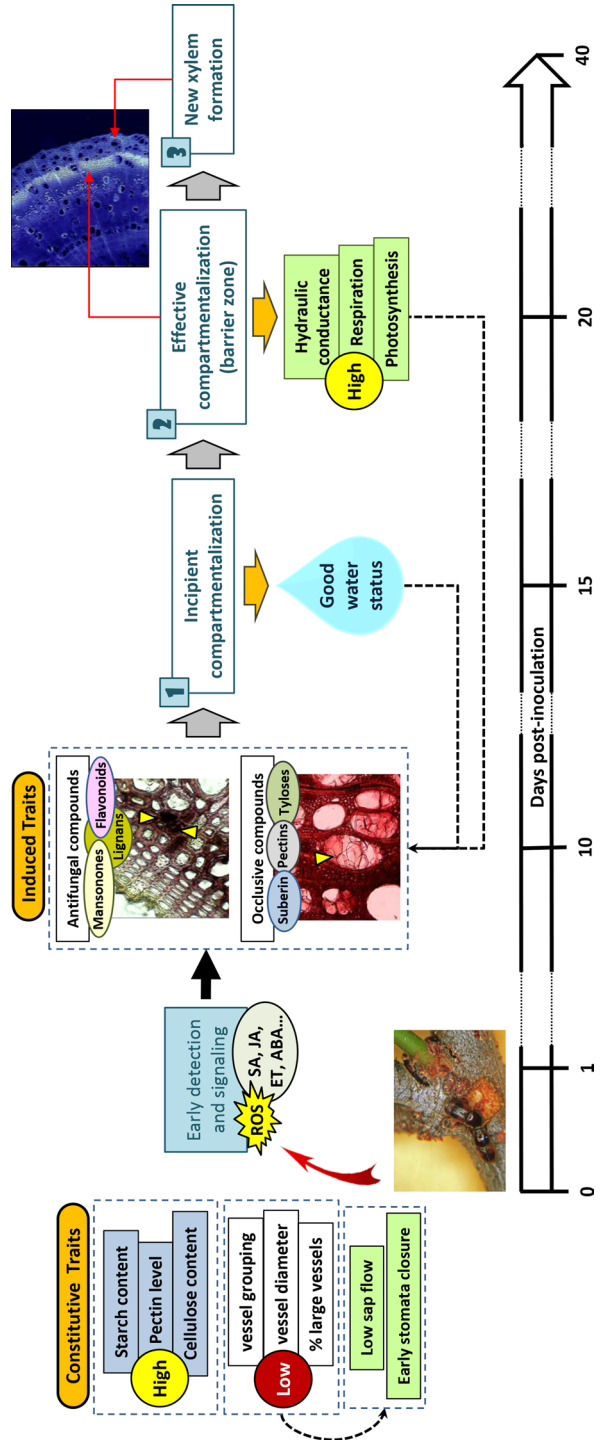 Constitutive Traits
Starch content
Pectin level
Cellulose content
High
vessel grouping
vessel diameter
% large vessels
Low
Low sap flow
Early stomata closure
Early detection
and signaling
ROS
SA, JA,
ET, ABA...
Induced Traits
Antifungal compounds
Mansonones
Lignans
Flavonoids
Occlusive compounds
Suberin
Pectins
Tyloses
1
Incipient
compartmentalization
Good
water
status
2
Effective
compartmentalization
(barrier zone)
High
Hydraulic
conductance
Respiration
Photosynthesis
3
New xylem
formation
Days post-inoculation
0
1
10
15
20
40